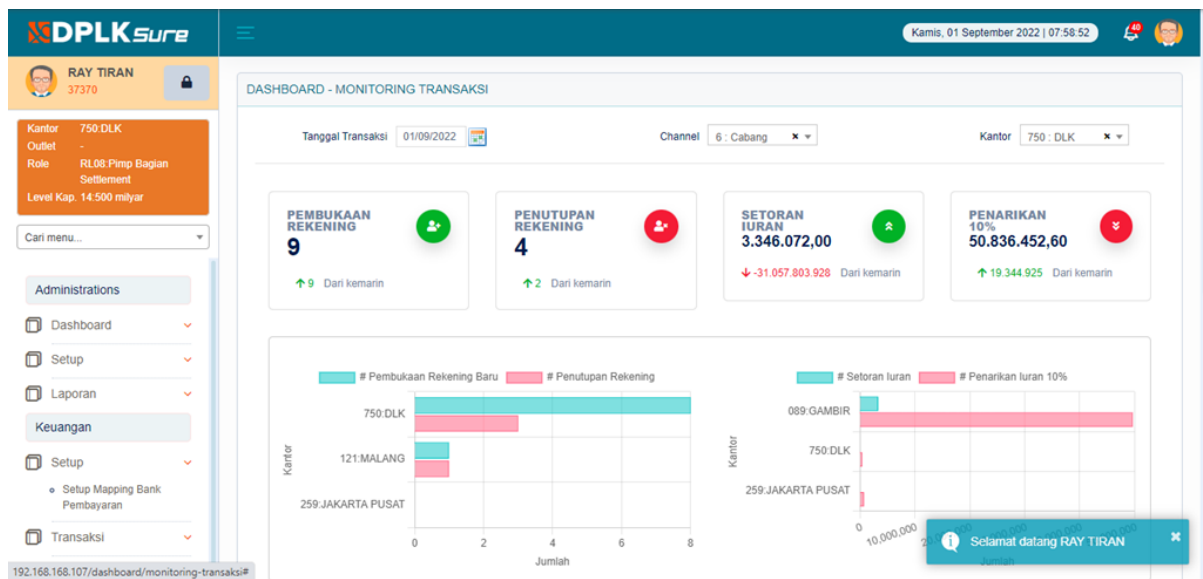 DPLKSure
Kamis, 01 September 2022 | 07:58:52
40
RAY TIRAN
37370
Kantor 750:DLK
Outlet -
Role RL08:Pimp Bagian
Settlement
Level Kap. 14:500 milyar
Cari menu...
Administrations
Dashboard
Setup
Laporan
Keuangan
Setup
Setup Mapping Bank
Pembayaran
Transaksi
192.168.168.107/dashboard/monitoring-transaksi#
DASHBOARD - MONITORING TRANSAKSI
Tanggal Transaksi 01/09/2022 Channel 6 : Cabang Kantor 750 : DLK
PEMBUKAAN
REKENING
9
9 Dari kemarin
PENUTUPAN
REKENING
4
2 Dari kemarin
SETORAN
IURAN
3.346.072,00
-31.057.803.928 Dari kemarin
PENARIKAN
10%
50.836.452,60
19.344.925 Dari kemarin
# Pembukaan Rekening Baru # Penutupan Rekening
Kantor
750:DLK
121:MALANG
259:JAKARTA PUSAT
0 2 4 6 8
Jumlah
# Setoran Iuran # Penarikan Iuran 10%
Kantor
089:GAMBIR
750:DLK
259:JAKARTA PUSAT
0 10,000,000
Jumlah
Selamat datang RAY TIRAN